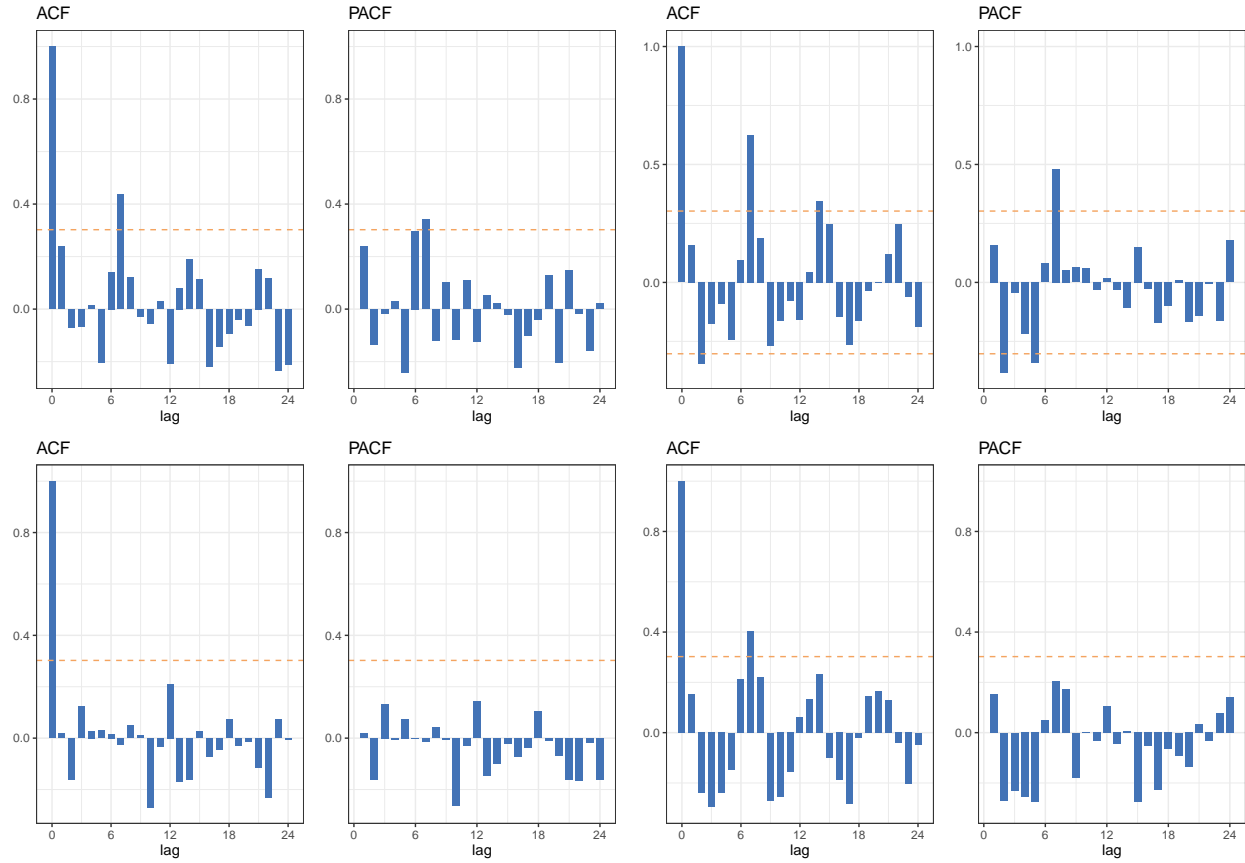 ACF PACF ACF PACF
1.0
0.8 0.8
0.4 0.4 0.5
0.0 0.0 0.0 0.0
0 6 12 18 24 0 6 12 18 24 0 6 12 18 24 0 6 12 18 24
lag lag lag lag
ACF PACF ACF PACF
0.8 0.8 0.8 0.8
0.4 0.4 0.4 0.4
0.0 0.0 0.0 0.0
0 6 12 18 24 0 6 12 18 24 0 6 12 18 24 0 6 12 18 24
lag lag lag lag